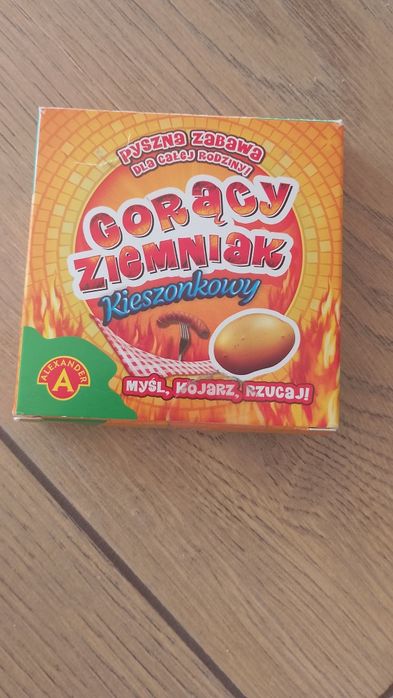 PYSZNA ZABAWA
DLA CAŁEJ RODZINY!
GORĄCY
ZIEMNIAK
Kieszonkowy
ALEXANDER
A
MYŚL, KOJARZ, RZUCAJ!